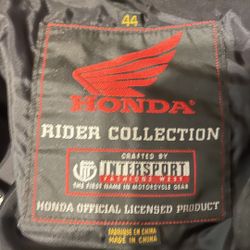 44
HONDA
RIDER COLLECTION
CRAFTED BY
INTERSPORT
FASHIONS WEST
THE FIRST NAME IN MOTORCYCLE GEAR
HONDA OFFICIAL LICENSED PRODUCT
MADE IN CHINA